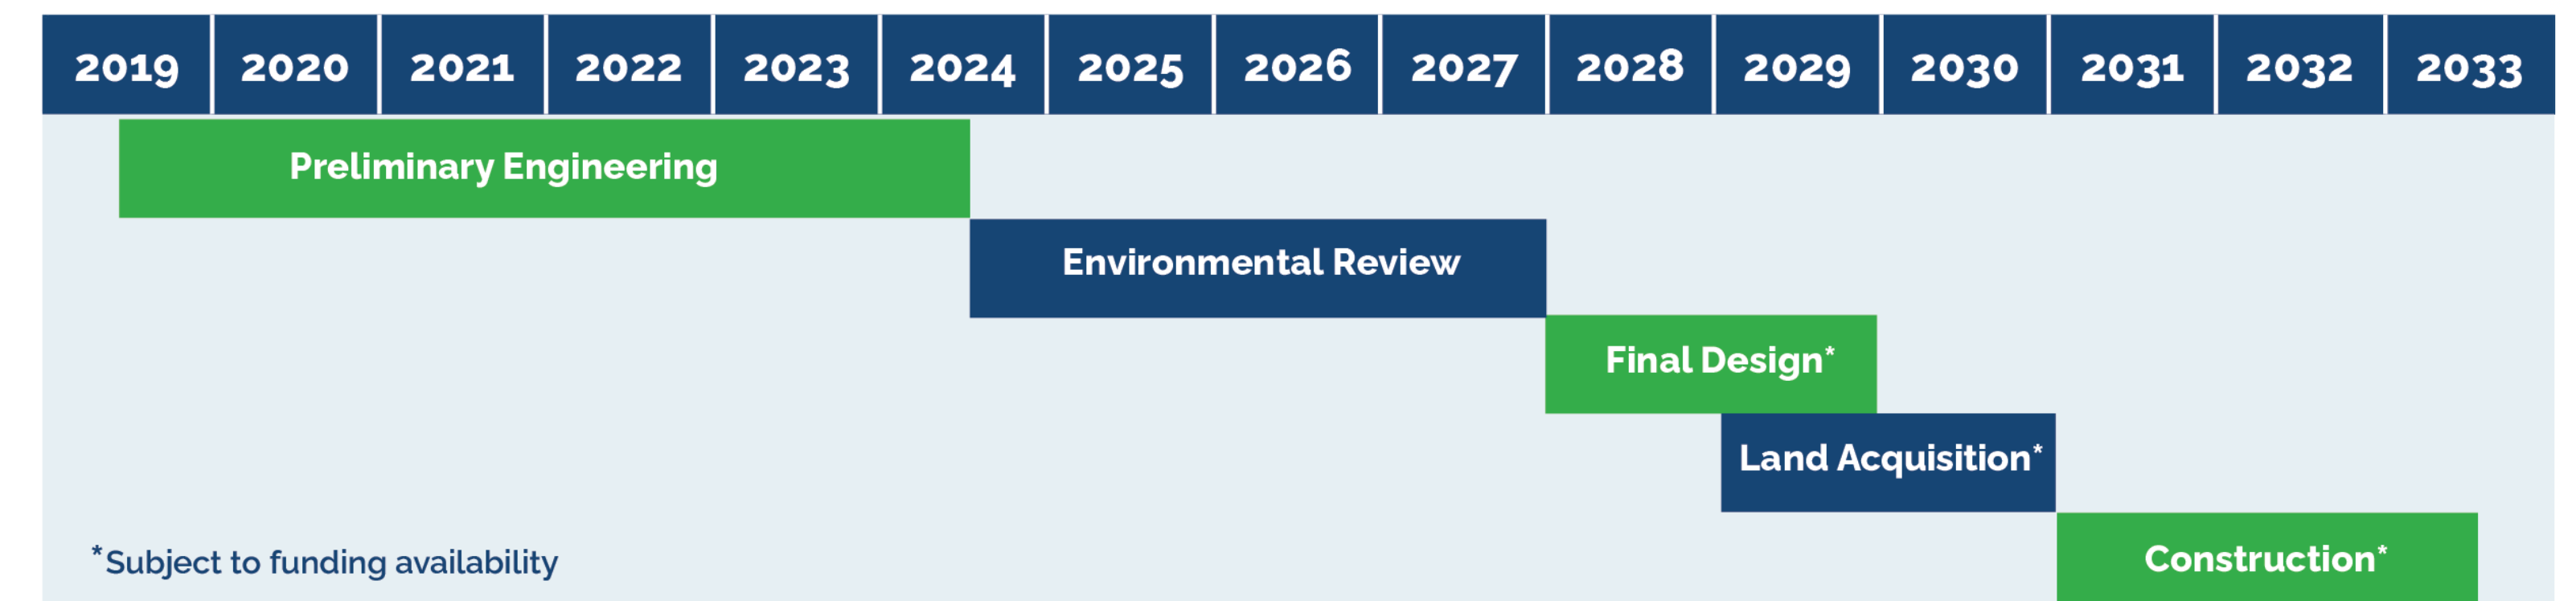 2019 2020 2021 2022 2023 2024 2025 2026 2027 2028 2029 2030 2031 2032 2033
Preliminary Engineering
Environmental Review
Final Design*
Land Acquisition*
Construction*
*Subject to funding availability